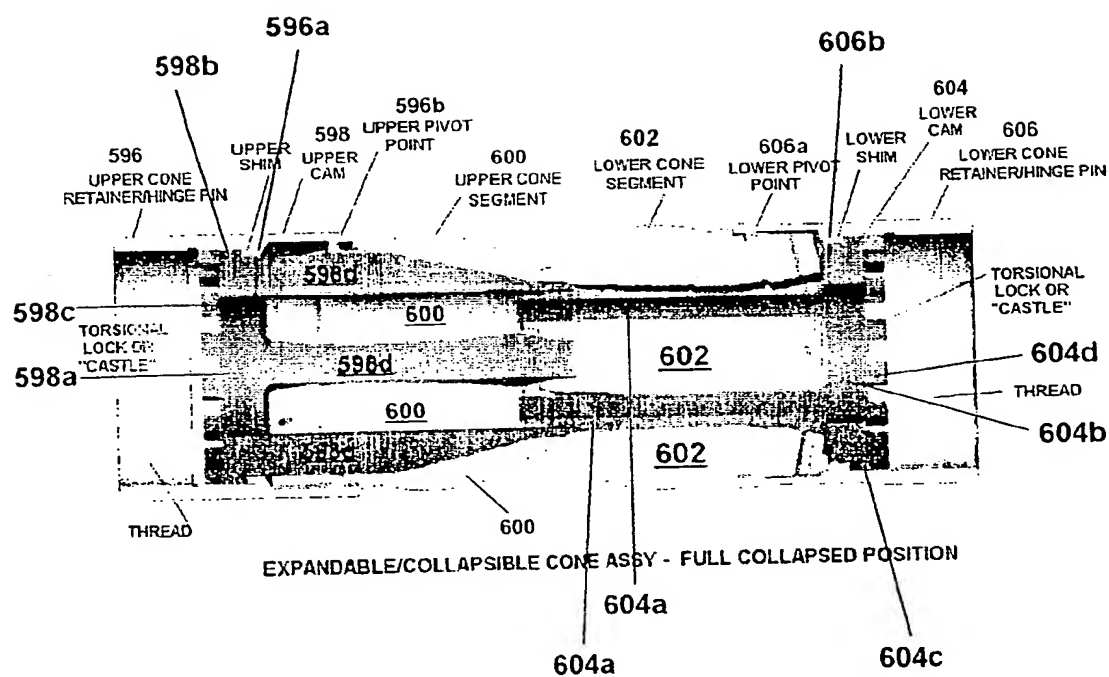 596a
606b
598b
604
LOWER
CAM
596b
UPPER PIVOT
POINT
598
UPPER
CAM
UPPER
SHIM
596
UPPER CONE
RETAINER/HINGE PIN
600
UPPER CONE
SEGMENT
602
LOWER CONE
SEGMENT
606a
LOWER PIVOT
POINT
LOWER
SHIM
606
LOWER CONE
RETAINER/HINGE PIN
598d
600
598c
TORSIONAL
LOCK OR
"CASTLE"
598a
598d
602
TORSIONAL
LOCK OR
"CASTLE"
604d
THREAD
600
604b
598d
602
THREAD
600
EXPANDABLE/COLLAPSIBLE CONE ASSY - FULL COLLAPSED POSITION
604a
604a
604c